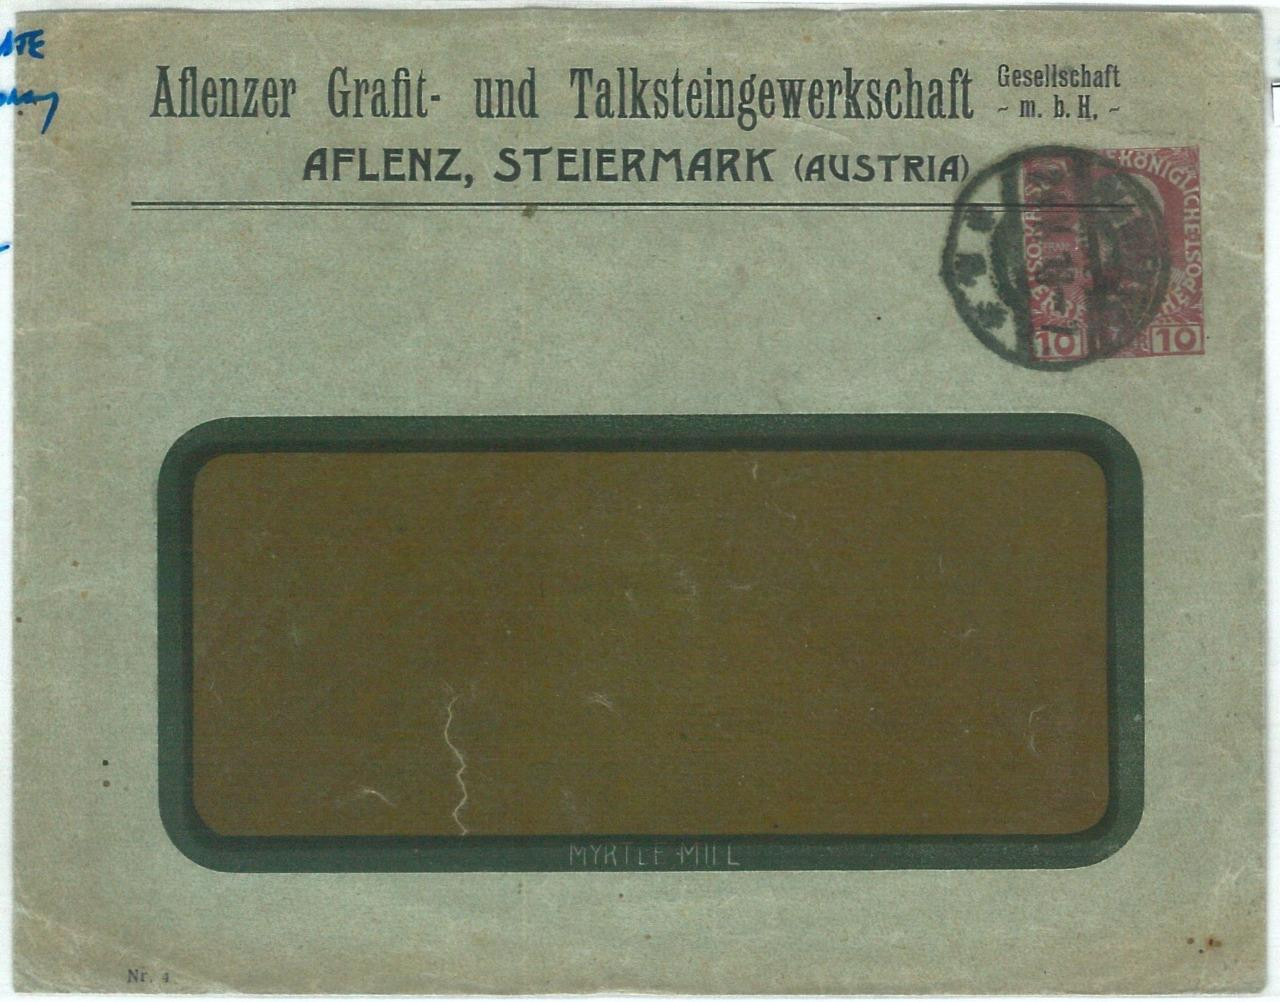 Aflenzer Grafit- und Talksteingewerkschaft Gesellschaft
~ m. b. H. ~
AFLENZ, STEIERMARK (AUSTRIA)
10 10
MYRTLE MILL
Nr. 4